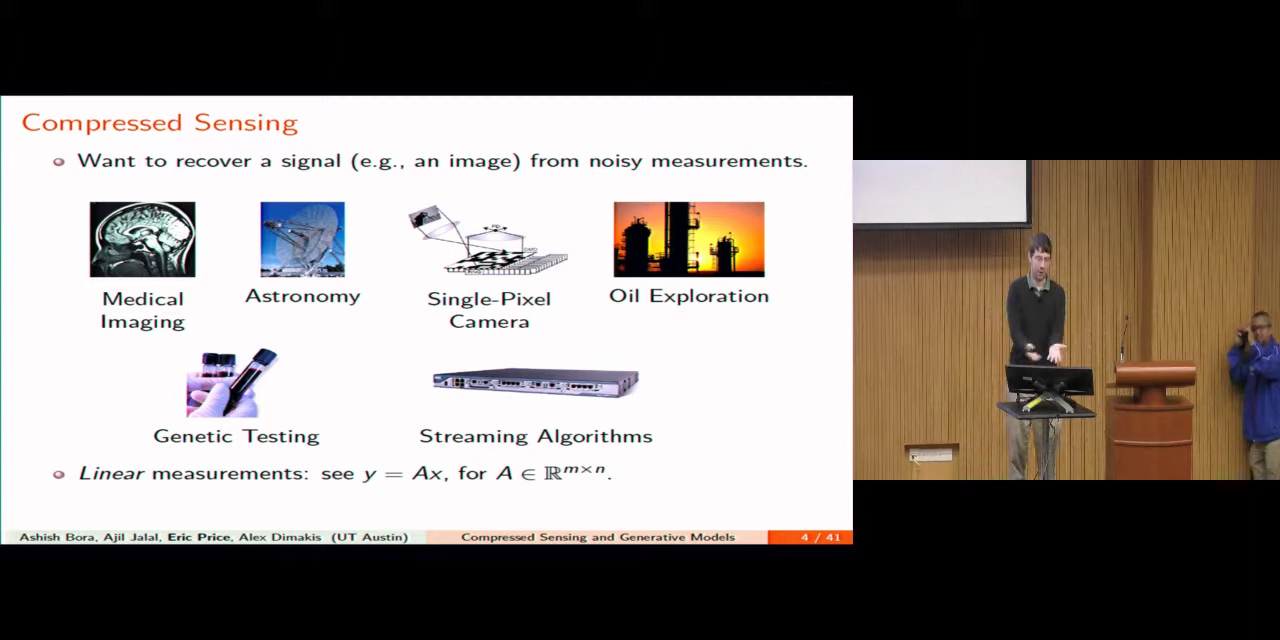 Compressed Sensing
Want to recover a signal (e.g., an image) from noisy measurements.
Medical
Imaging
Astronomy
Single-Pixel
Camera
Oil Exploration
Genetic Testing
Streaming Algorithms
Linear measurements: see y = Ax, for A ∈ ℝᵐˣⁿ.
Ashish Bora, Ajil Jalal, Eric Price, Alex Dimakis (UT Austin)
Compressed Sensing and Generative Models
4 / 41